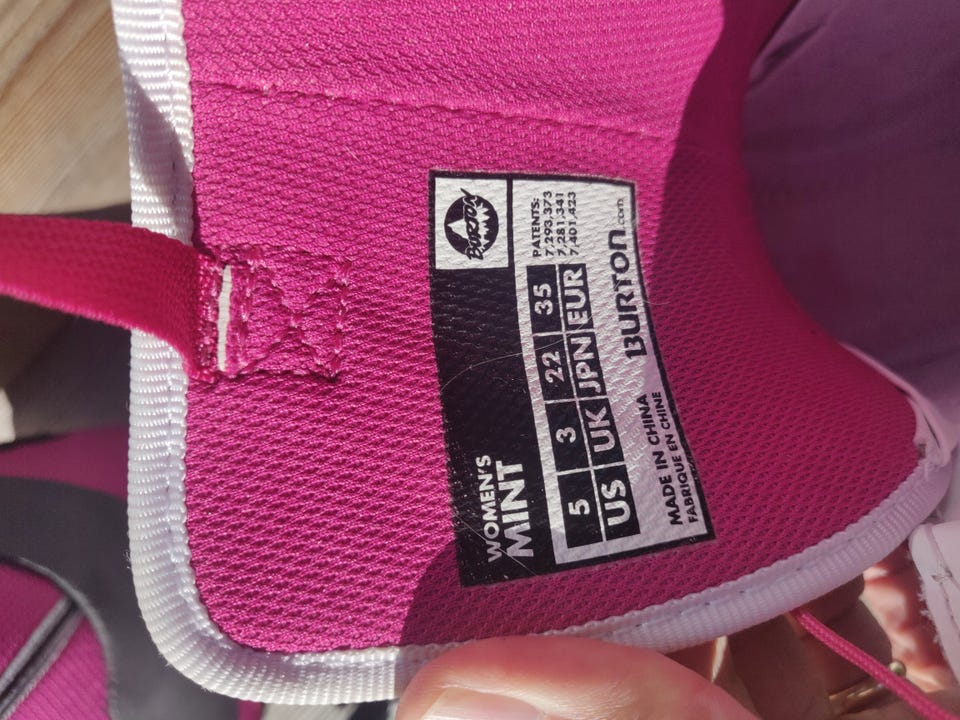 WOMEN'S
MINT
BURTON
5 3 22 35
US UK JPN EUR
PATENTS:
7,293,373
7,281,341
7,401,423
MADE IN CHINA
FABRIQUE EN CHINE
BURTON.com